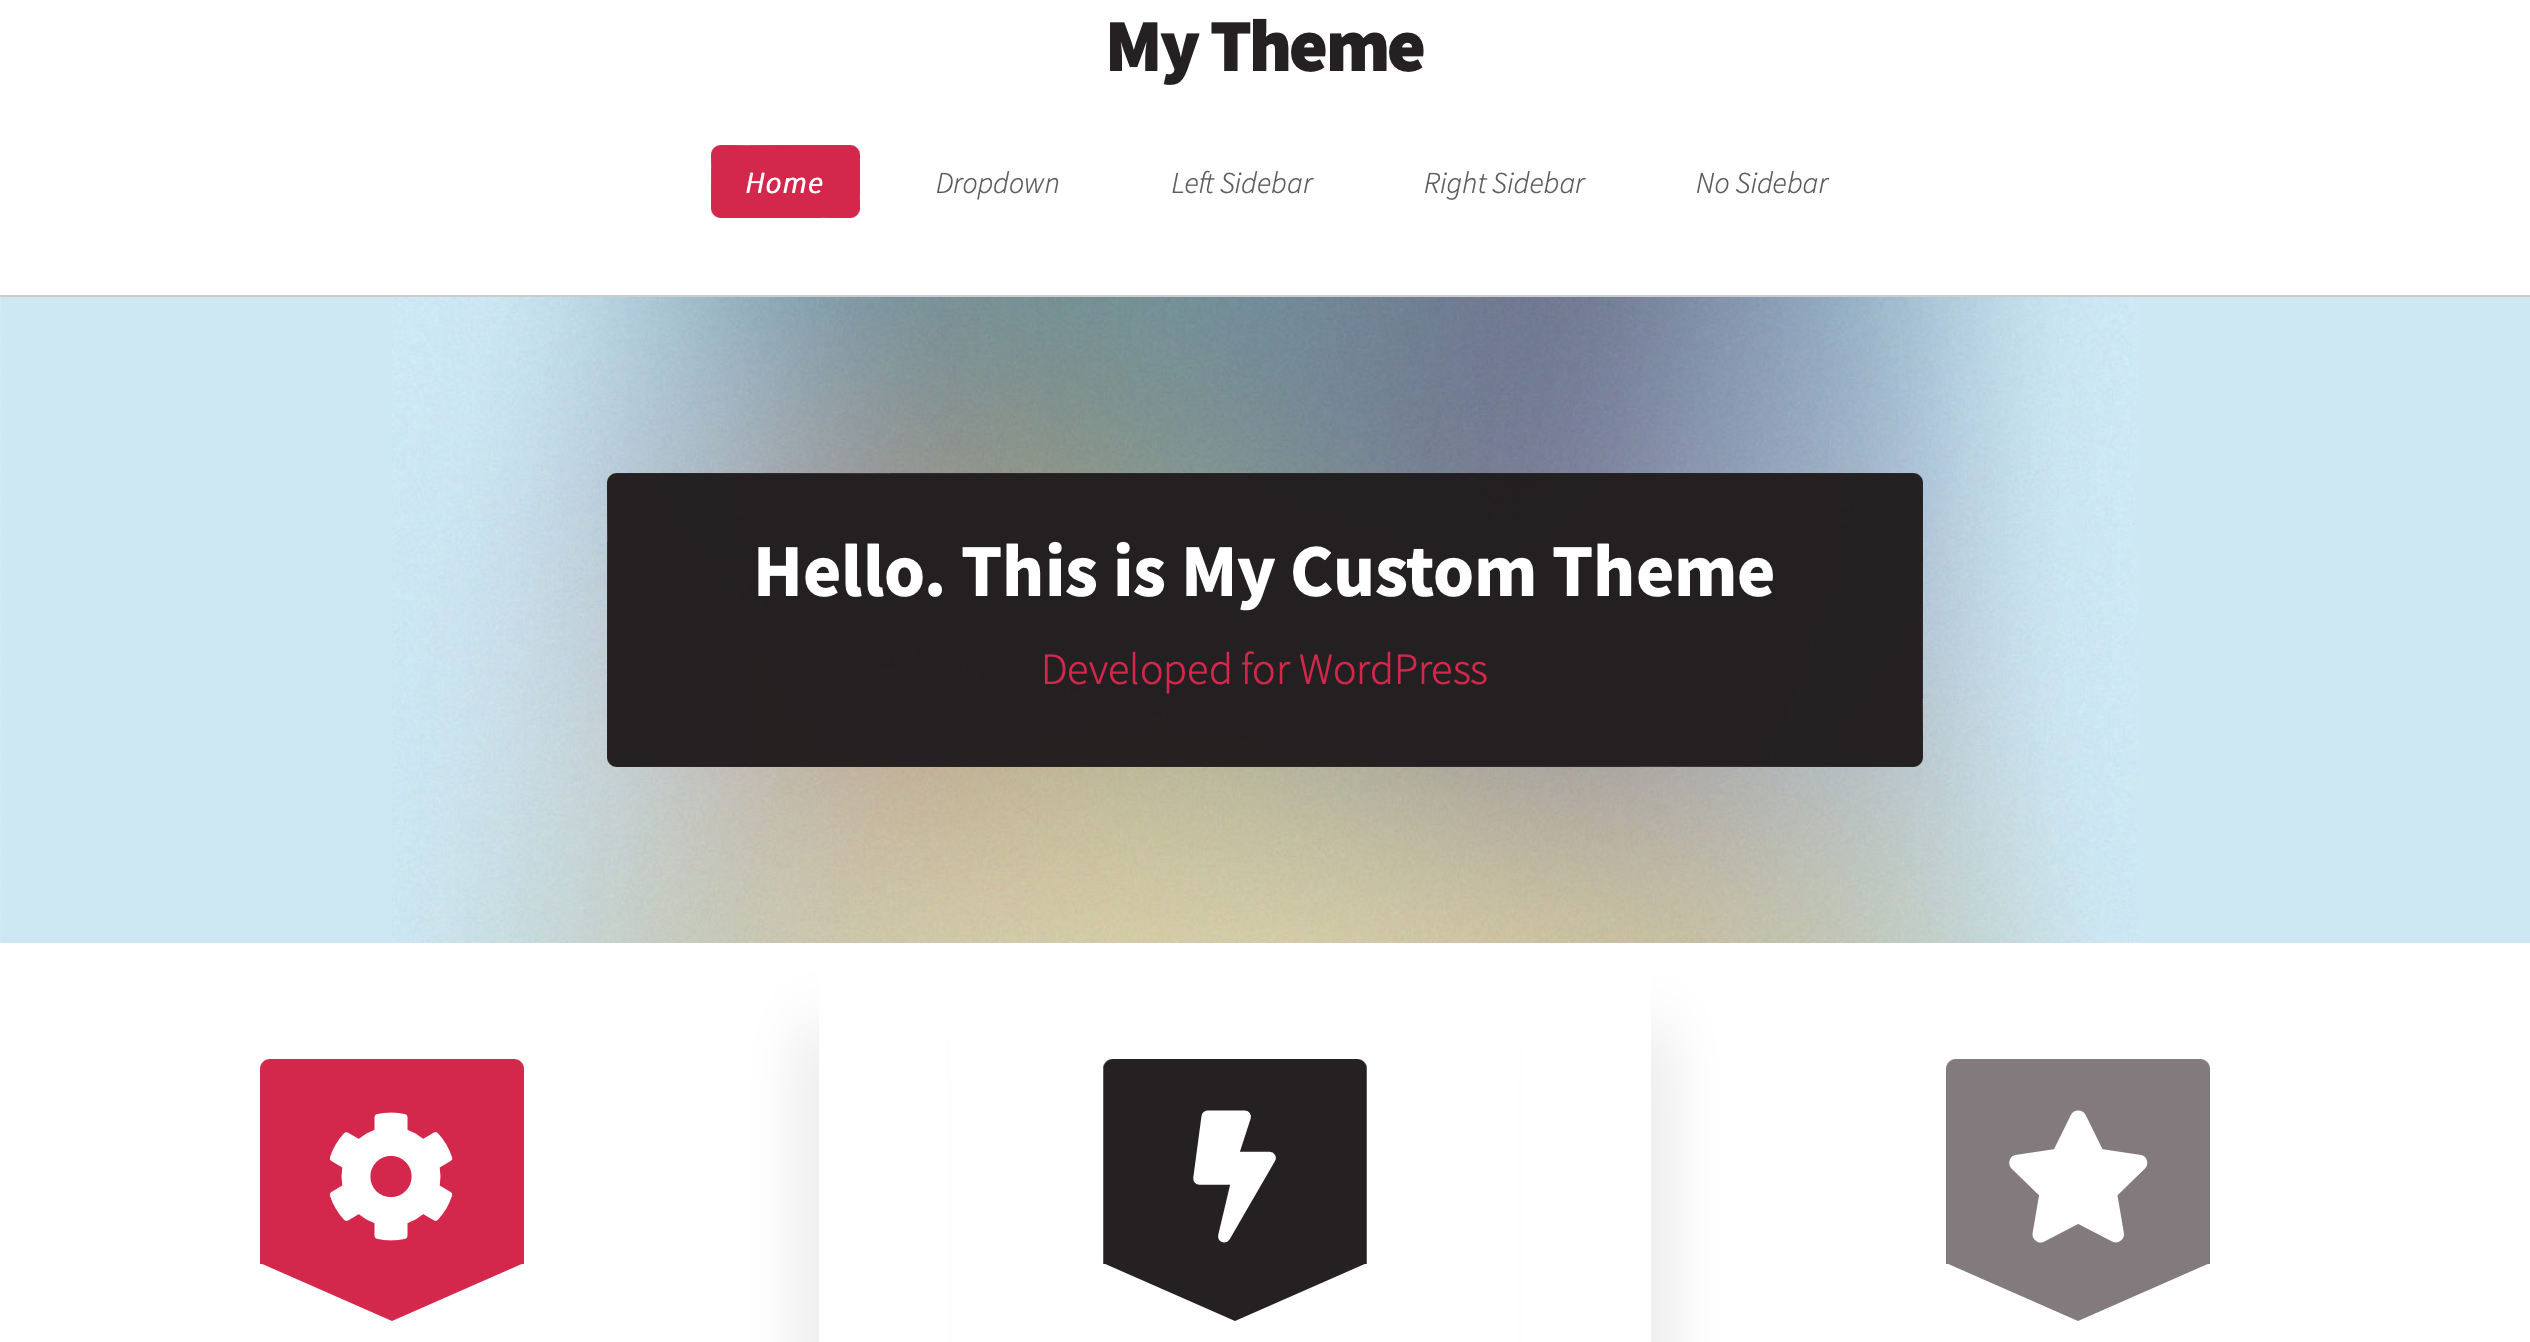 My Theme
Home Dropdown Left Sidebar Right Sidebar No Sidebar
Hello. This is My Custom Theme
Developed for WordPress